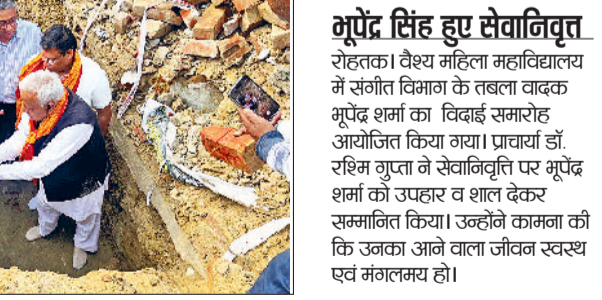 भूपेंद्र सिंह हुए सेवानिवृत्त
रोहतक। वैश्य महिला महाविद्यालय
में संगीत विभाग के तबला वादक
भूपेंद्र शर्मा का विदाई समारोह
आयोजित किया गया। प्राचार्या डॉ.
रश्मि गुप्ता ने सेवानिवृत्ति पर भूपेंद्र
शर्मा को उपहार व शाल देकर
सम्मानित किया। उन्होंने कामना की
कि उनका आने वाला जीवन स्वस्थ
एवं मंगलमय हो।